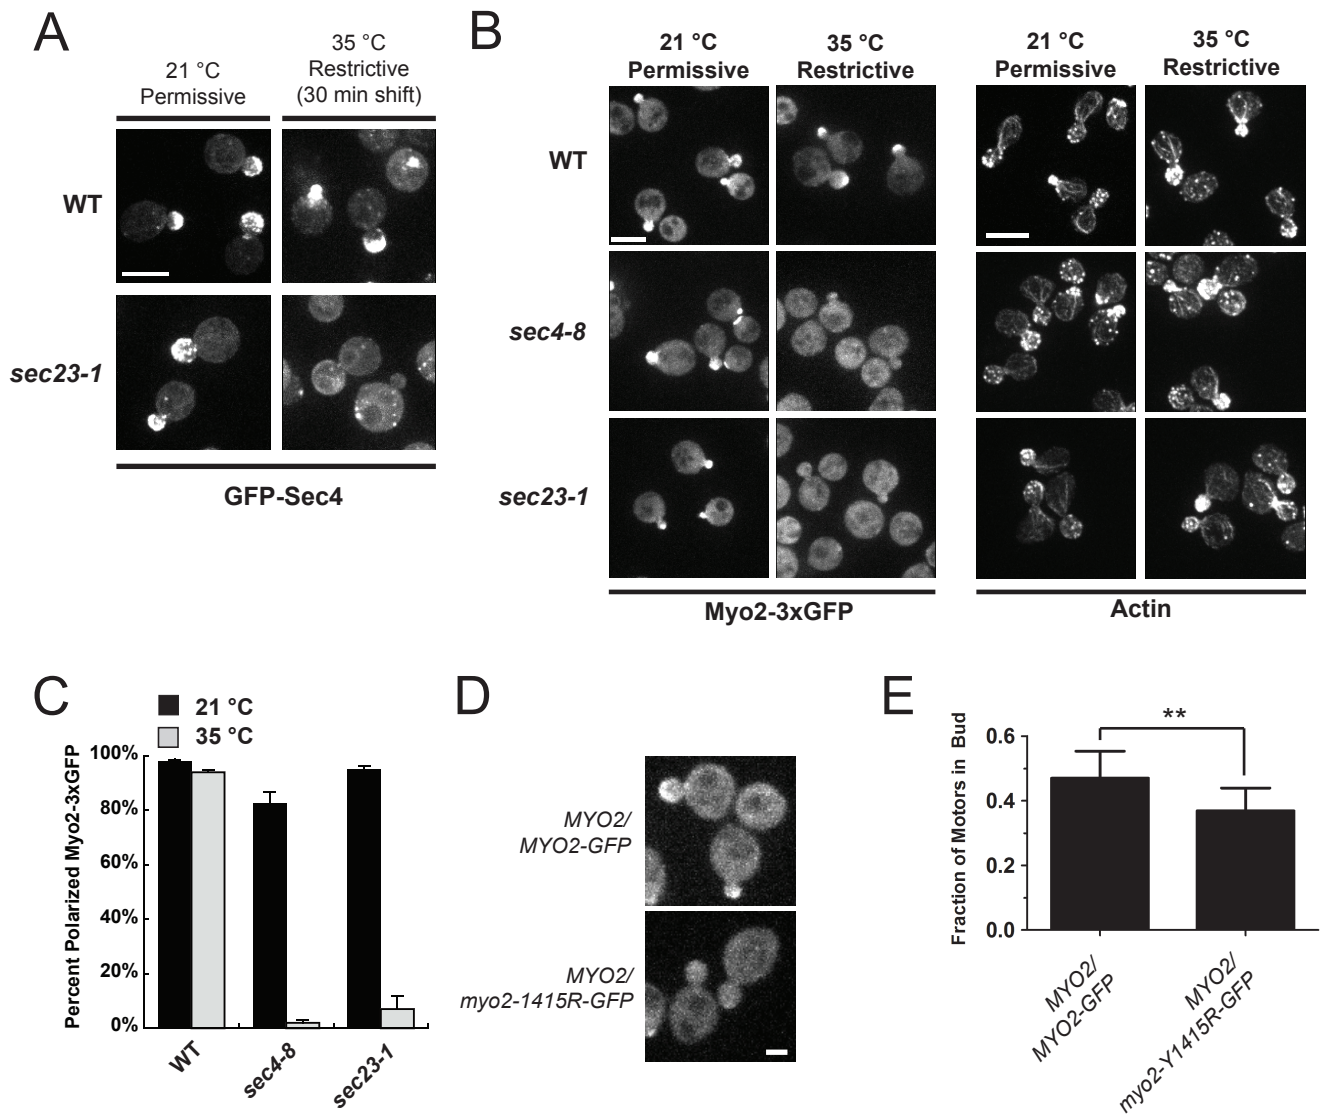 A
21 °C
Permissive
35 °C
Restrictive
(30 min shift)
WT
sec23-1
GFP-Sec4
B
21 °C
Permissive
35 °C
Restrictive
21 °C
Permissive
35 °C
Restrictive
WT
sec4-8
sec23-1
Myo2-3xGFP
Actin
C
21 °C
35 °C
Percent Polarized Myo2-3xGFP
100%
80%
60%
40%
20%
0%
WT
sec4-8
sec23-1
D
MYO2/
MYO2-GFP
MYO2/
myo2-1415R-GFP
E
**
Fraction of Motors in Bud
0.6
0.4
0.2
0.0
MYO2/
MYO2-GFP
MYO2/
myo2-Y1415R-GFP